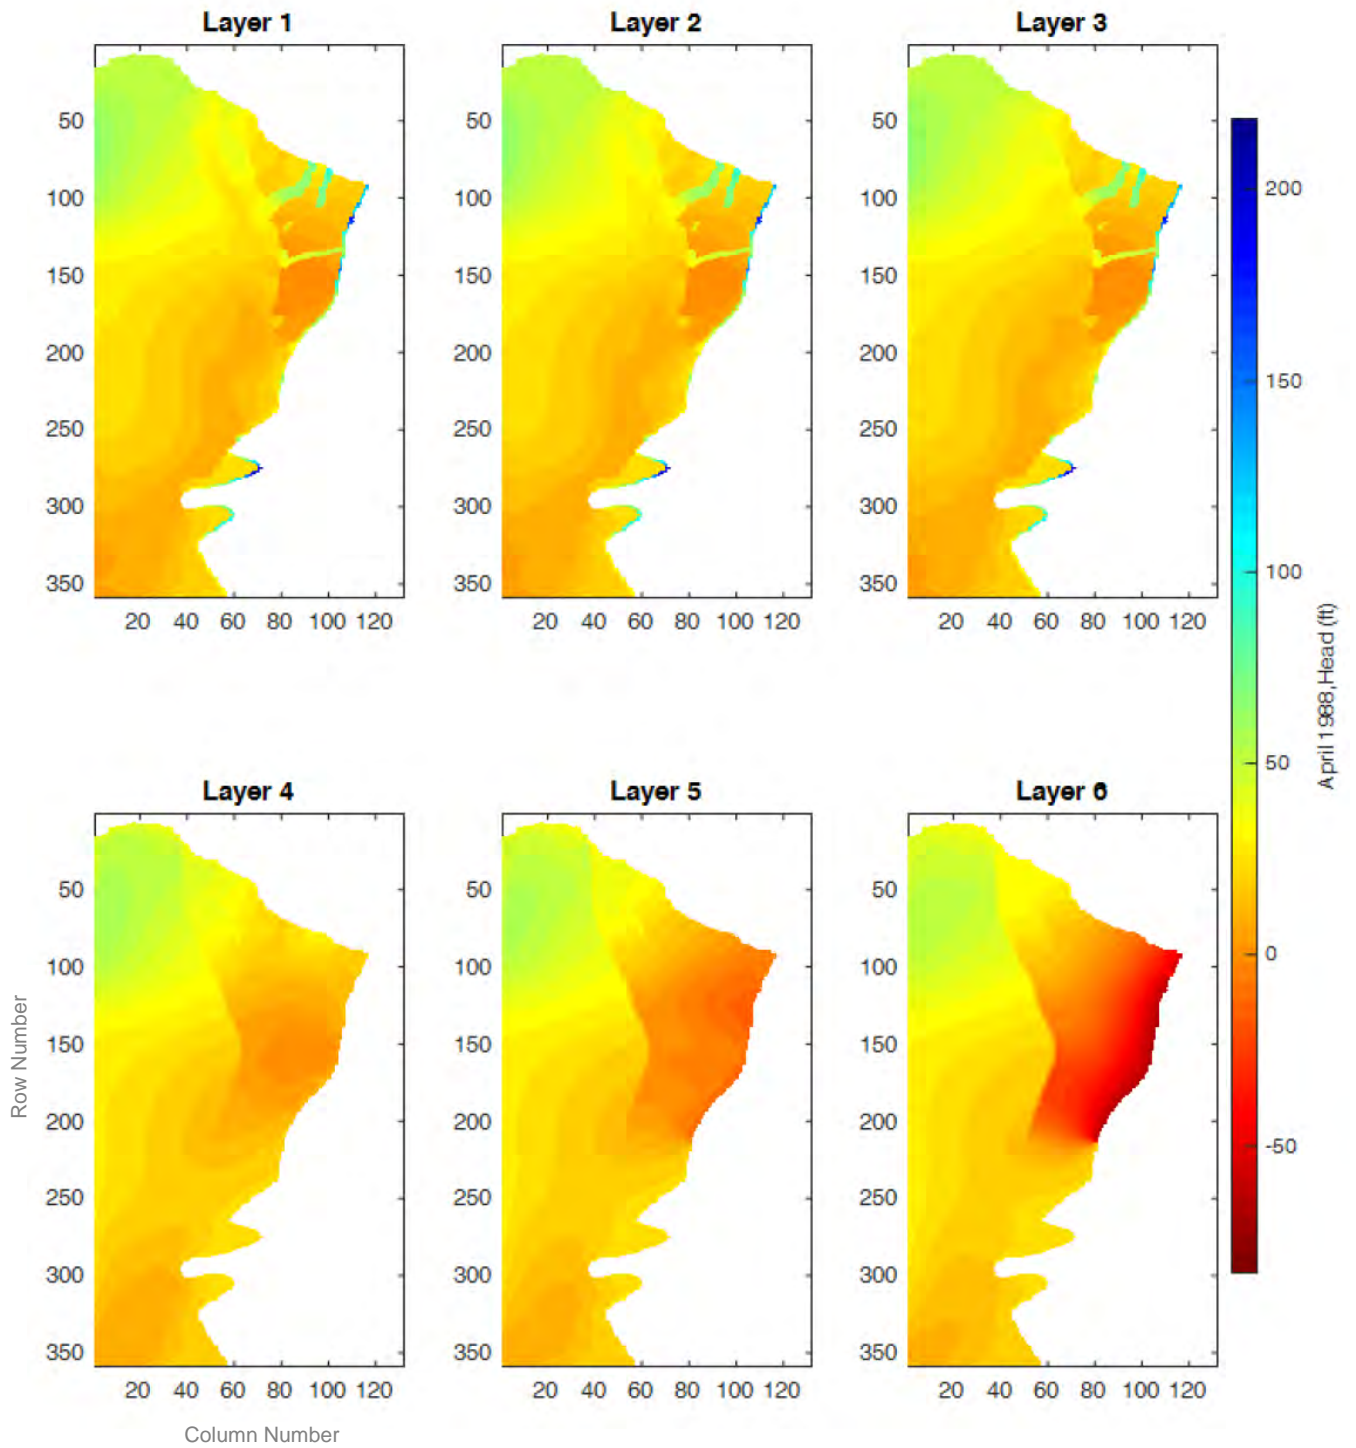 Layer 1 Layer 2 Layer 3
50 50 50
100 100 100 200
150 150 150
200 200 200 150
250 250 250
300 300 300
350 350 350 100
20 40 60 80 100 120 20 40 60 80 100 120 20 40 60 80 100 120
April 1988,Head (ft)
50
Layer 4 Layer 5 Layer 6
50 50 50
0
100 100 100
150 150 150
200 200 200 -50
250 250 250
300 300 300
350 350 350
20 40 60 80 100 120 20 40 60 80 100 120 20 40 60 80 100 120
Row Number
Column Number